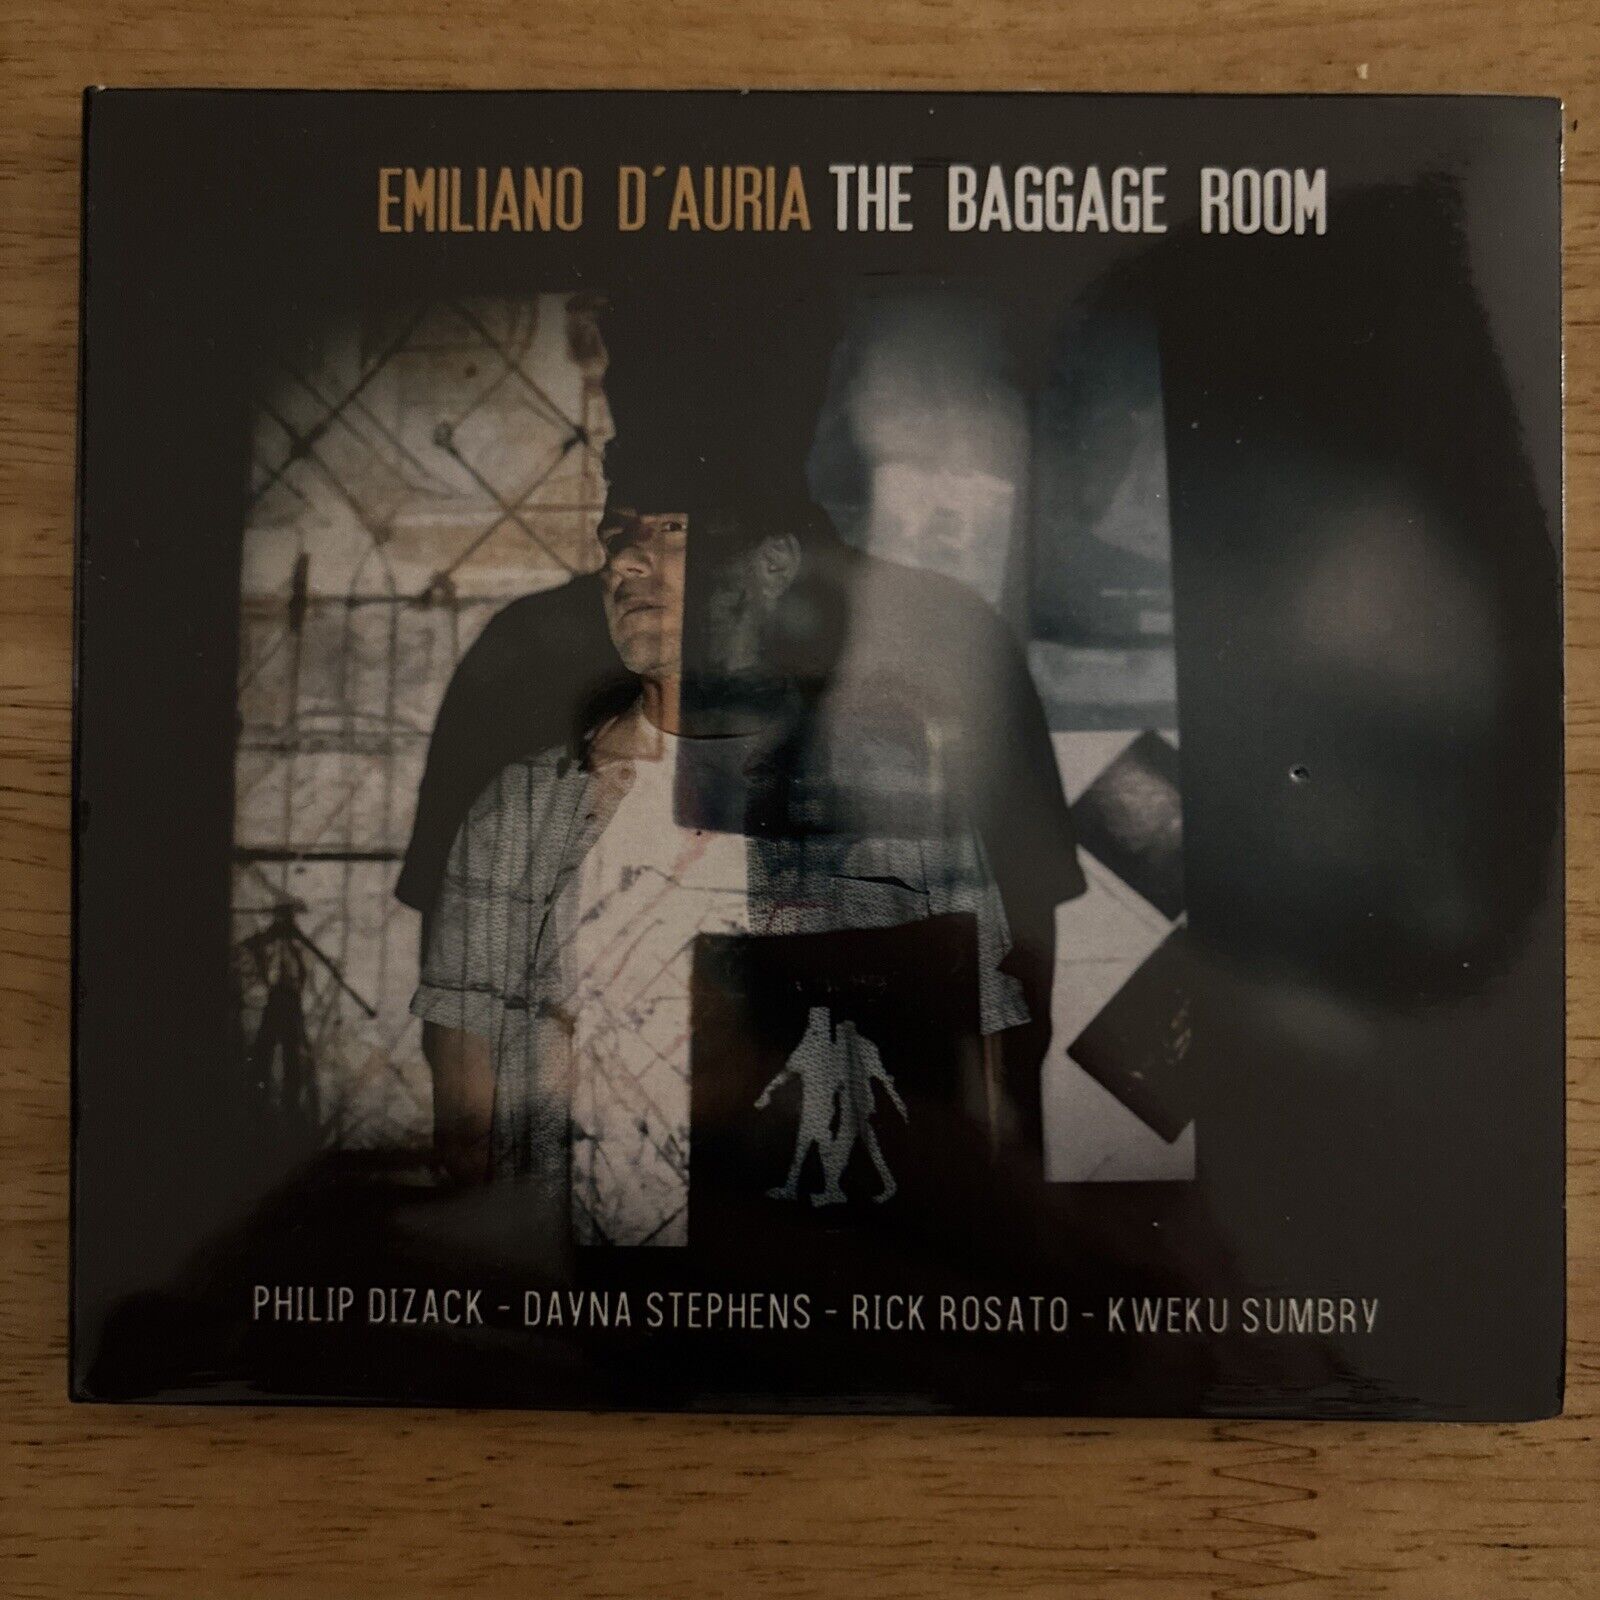 EMILIANO D´AURIA THE BAGGAGE ROOM
PHILIP DIZACK - DAYNA STEPHENS - RICK ROSATO - KWEKU SUMBRY